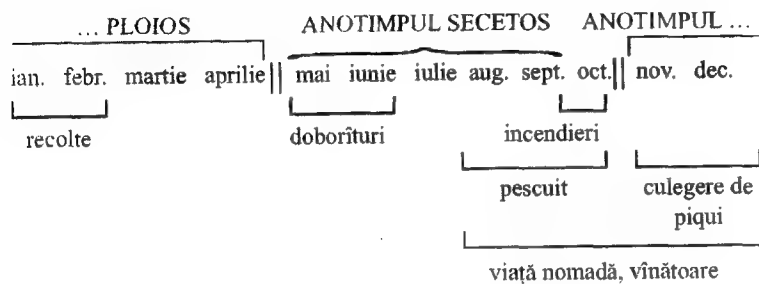 ... PLOIOS ANOTIMPUL SECETOS ANOTIMPUL ...
ian. febr. martie aprilie || mai iunie iulie aug. sept. oct. || nov. dec.
recolte doborîturi incendieri
pescuit culegere de
piqui
viață nomadă, vînătoare